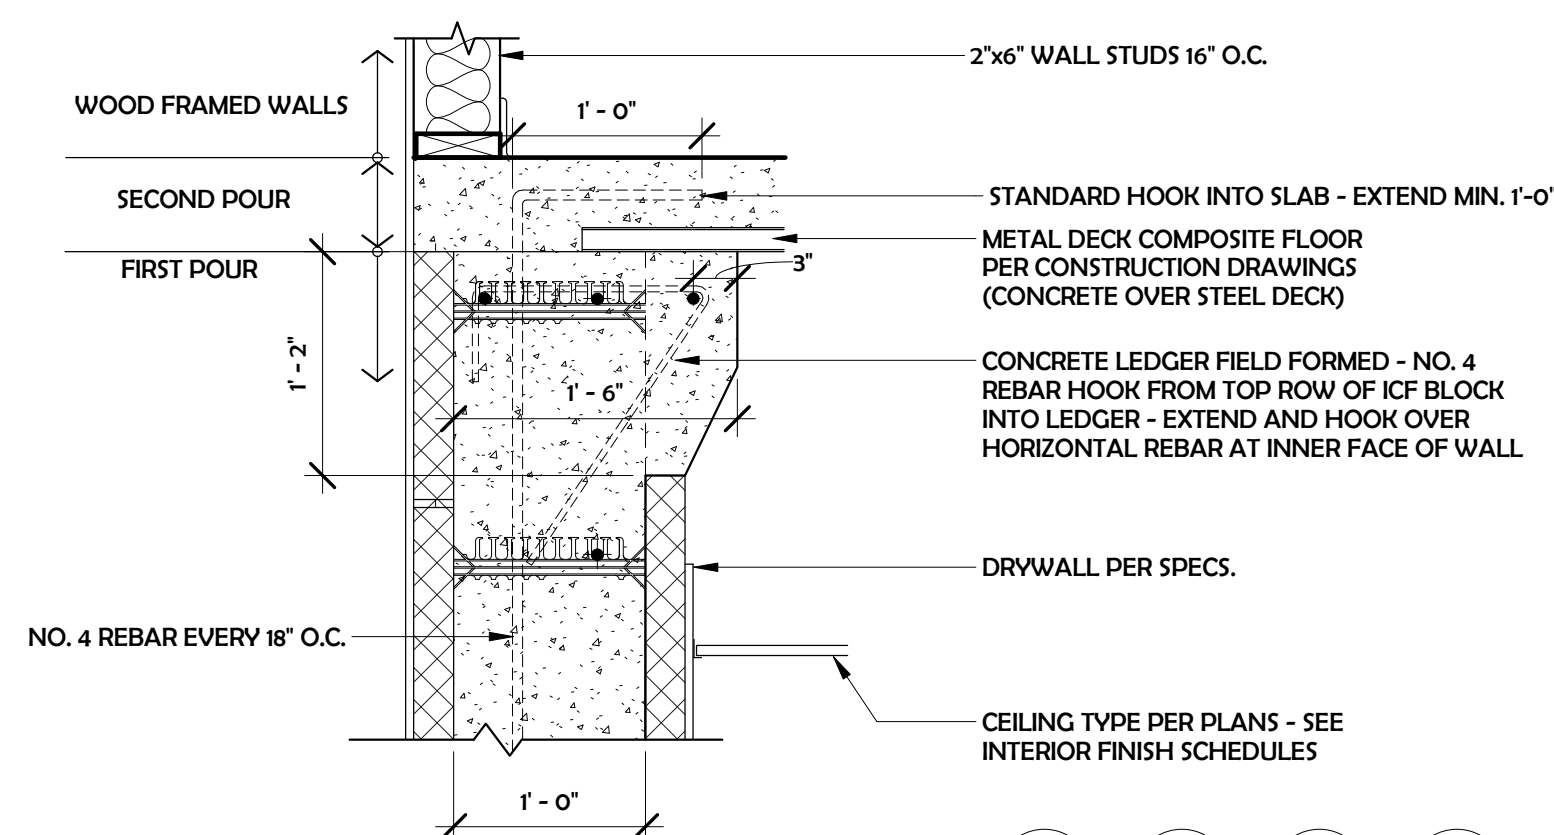 2"x6" WALL STUDS 16" O.C.
WOOD FRAMED WALLS
1' - 0"
SECOND POUR
STANDARD HOOK INTO SLAB - EXTEND MIN. 1'-0"
METAL DECK COMPOSITE FLOOR
PER CONSTRUCTION DRAWINGS
(CONCRETE OVER STEEL DECK)
FIRST POUR
3"
1' - 2"
CONCRETE LEDGER FIELD FORMED - NO. 4
REBAR HOOK FROM TOP ROW OF ICF BLOCK
INTO LEDGER - EXTEND AND HOOK OVER
HORIZONTAL REBAR AT INNER FACE OF WALL
1' - 6"
DRYWALL PER SPECS.
NO. 4 REBAR EVERY 18" O.C.
CEILING TYPE PER PLANS - SEE
INTERIOR FINISH SCHEDULES
1' - 0"